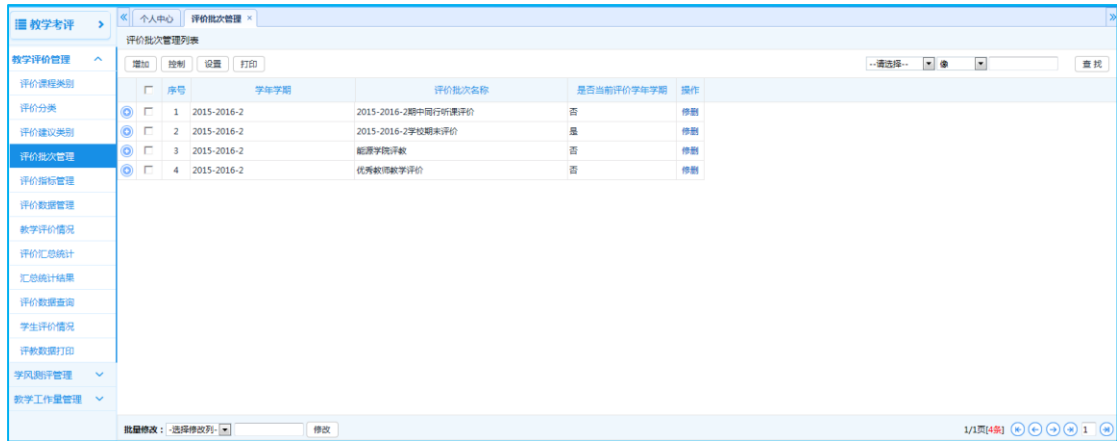 教学考评
个人中心 评价批次管理 ×
评价批次管理列表
增加 控制 设置 打印 --请选择-- 像 查 找
教学评价管理
评价课程类别
评价分类
评价建议类别
评价批次管理
评价指标管理
评价数据管理
教学评价情况
评价汇总统计
汇总统计结果
评价数据查询
学生评价情况
评教数据打印
学风测评管理
教学工作量管理
序号 学年学期 评价批次名称 是否当前评价学年学期 操作
1 2015-2016-2 2015-2016-2期中同行听课评价 否 修删
2 2015-2016-2 2015-2016-2学校期末评价 是 修删
3 2015-2016-2 能源学院评教 否 修删
4 2015-2016-2 优秀教师教学评价 否 修删
批量修改：-选择修改列- 修改 1/1页[4条] 1